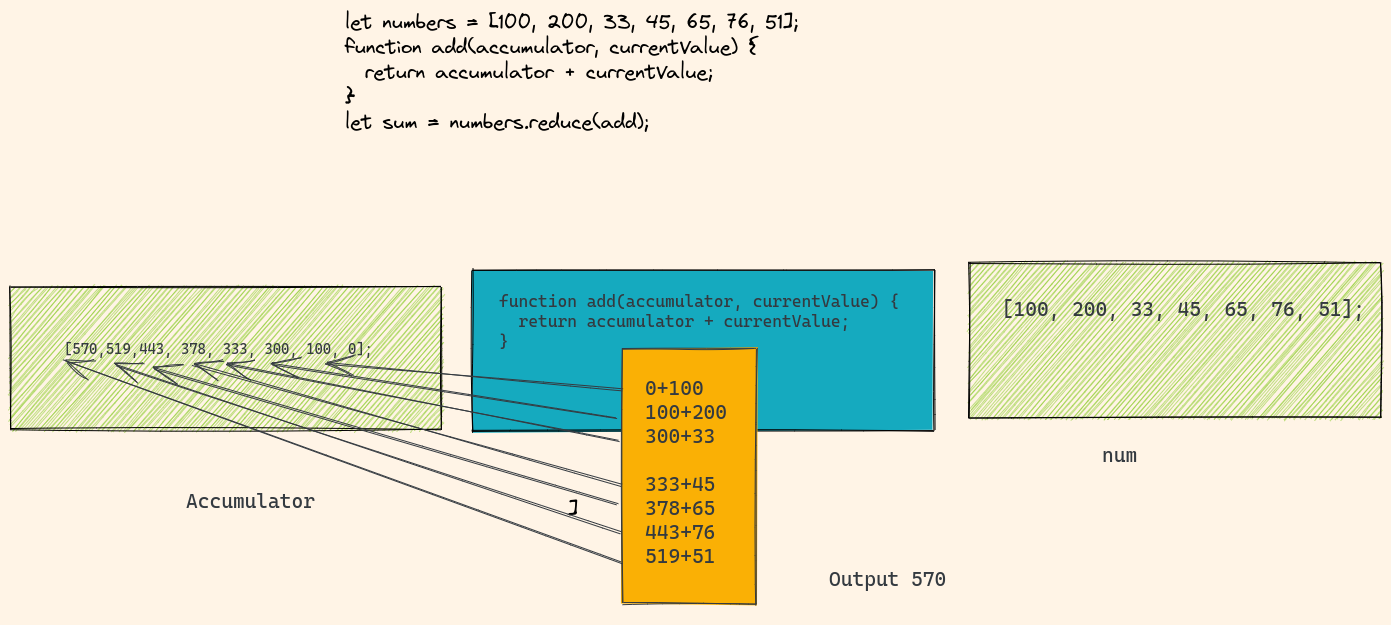 let numbers = [100, 200, 33, 45, 65, 76, 51];
function add(accumulator, currentValue) {
  return accumulator + currentValue;
}
let sum = numbers.reduce(add);
[570,519,443, 378, 333, 300, 100, 0];
Accumulator
function add(accumulator, currentValue) {
  return accumulator + currentValue;
}
0+100
100+200
300+33
333+45
378+65
443+76
519+51
]
[100, 200, 33, 45, 65, 76, 51];
num
Output 570